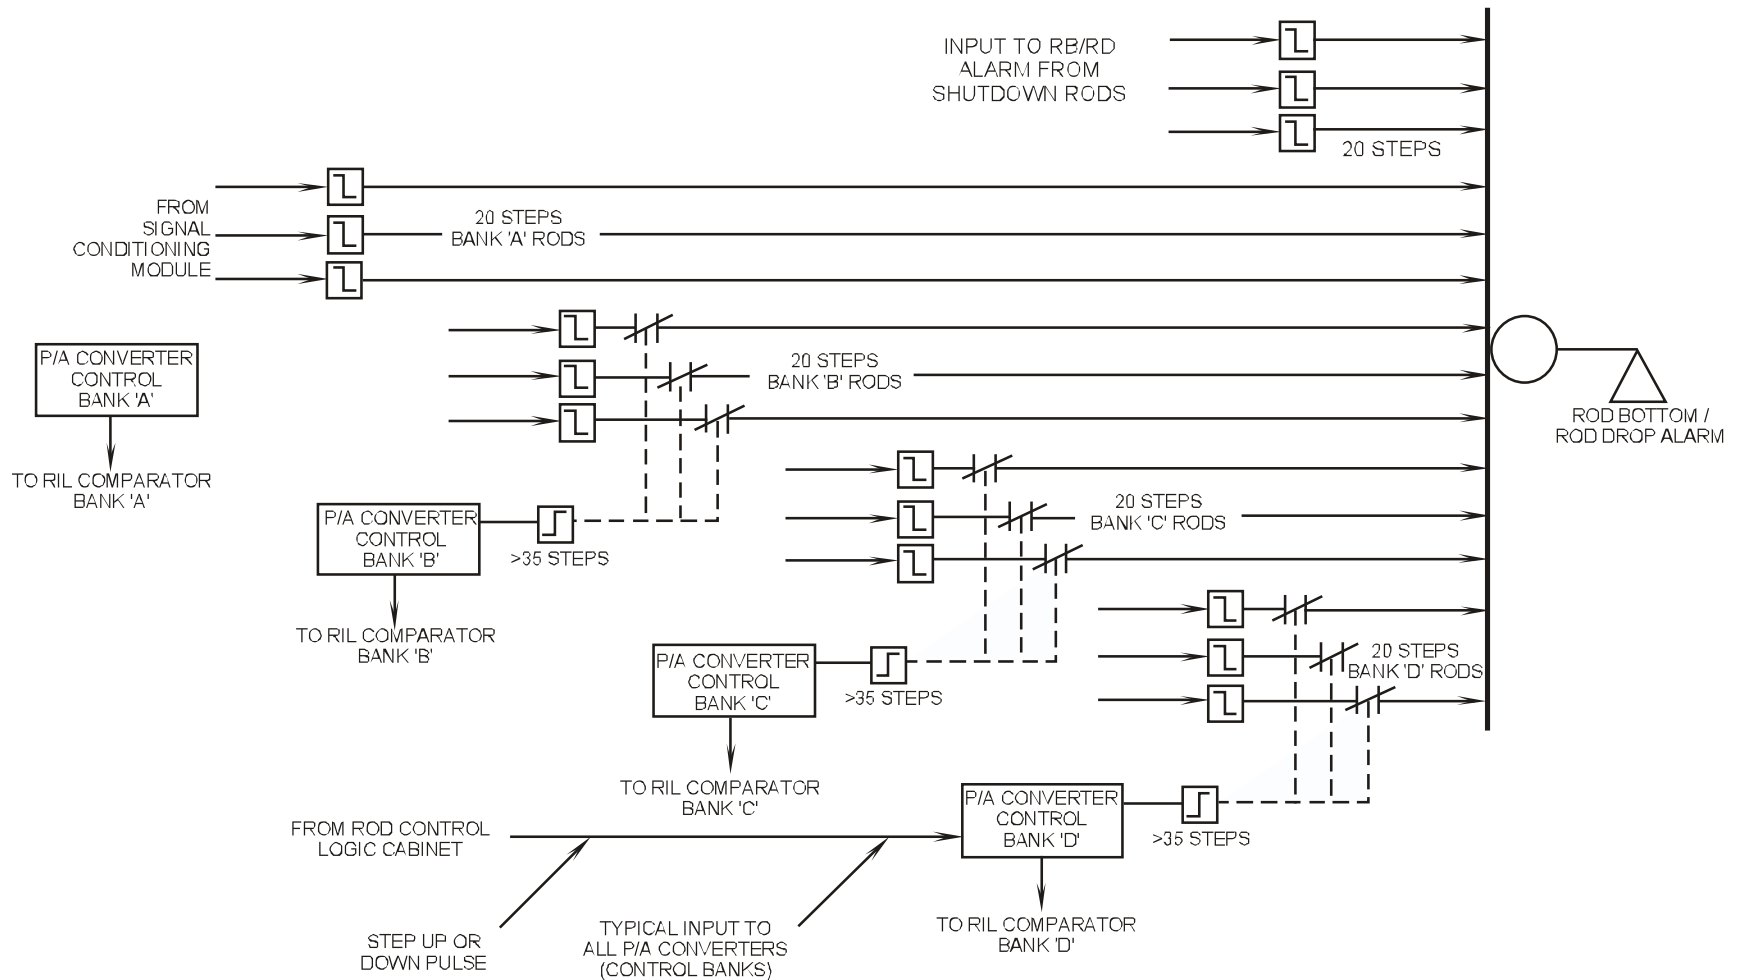 INPUT TO RB/RD
ALARM FROM
SHUTDOWN RODS
20 STEPS
FROM
SIGNAL
CONDITIONING
MODULE
20 STEPS
BANK 'A' RODS
P/A CONVERTER
CONTROL
BANK 'A'
TO RIL COMPARATOR
BANK 'A'
20 STEPS
BANK 'B' RODS
ROD BOTTOM /
ROD DROP ALARM
P/A CONVERTER
CONTROL
BANK 'B'
>35 STEPS
TO RIL COMPARATOR
BANK 'B'
20 STEPS
BANK 'C' RODS
P/A CONVERTER
CONTROL
BANK 'C'
>35 STEPS
TO RIL COMPARATOR
BANK 'C'
20 STEPS
BANK 'D' RODS
P/A CONVERTER
CONTROL
BANK 'D'
>35 STEPS
TO RIL COMPARATOR
BANK 'D'
FROM ROD CONTROL
LOGIC CABINET
STEP UP OR
DOWN PULSE
TYPICAL INPUT TO
ALL P/A CONVERTERS
(CONTROL BANKS)